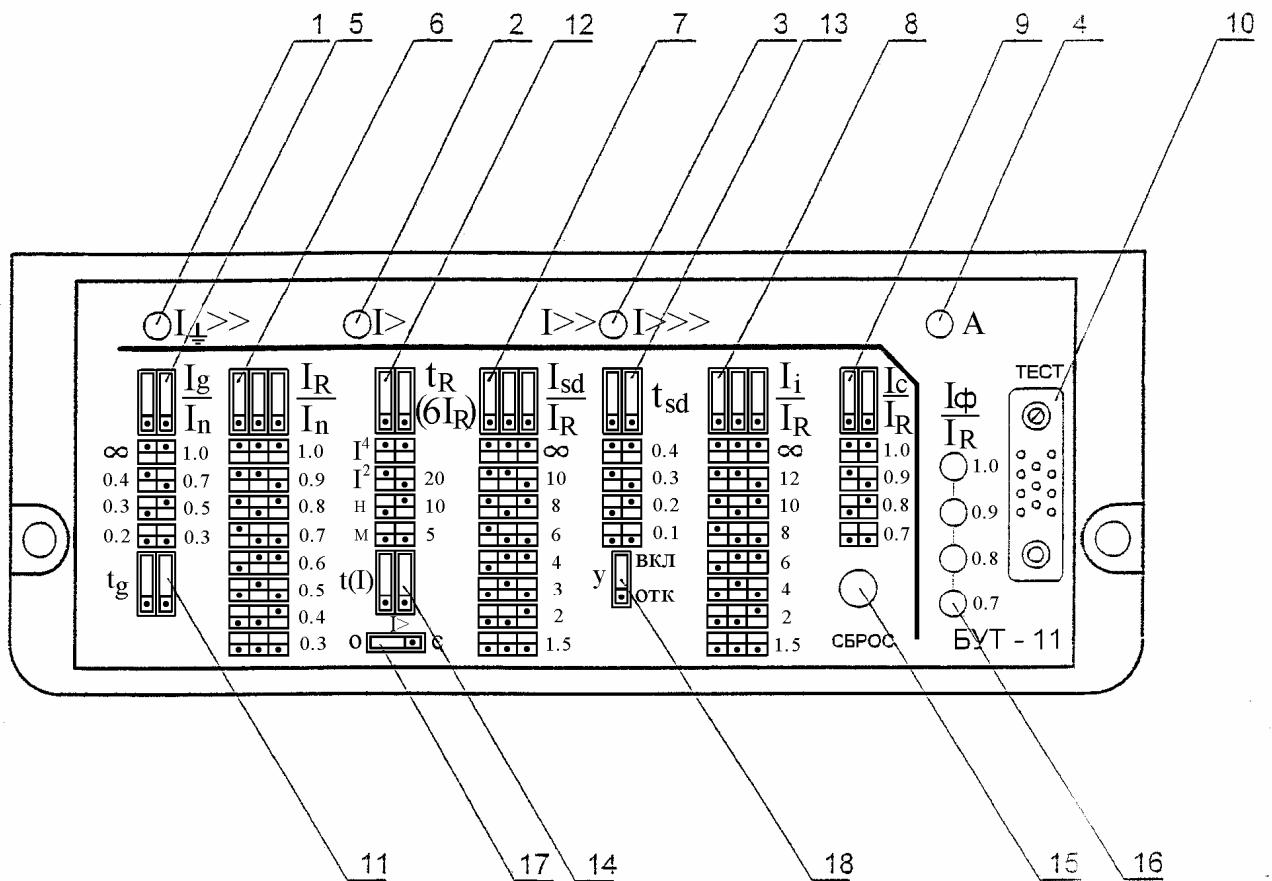 1 5 6 2 12 7 3 13 8 9 4 10
I⏚>> I> I>> I>>> A
Ig/In IR/In tR (6IR) Isd/IR tsd Ii/IR Ic/IR Iф/IR ТЕСТ
∞ 1.0 1.0 I⁴ ∞ 0.4 ∞ 1.0 1.0
0.4 0.7 0.9 I² 20 10 0.3 12 0.9
0.3 0.5 0.8 Н 10 8 0.2 10 0.8 0.9
0.2 0.3 0.7 М 5 6 0.1 8 0.7
tg 0.6 t(I) 4 У ВКЛ 6 0.8
0.5 3 ОТК 4
0.4 I> 2 2 0.7
0.3 О С 1.5 1.5 СБРОС БУТ - 11
11 17 14 18 15 16